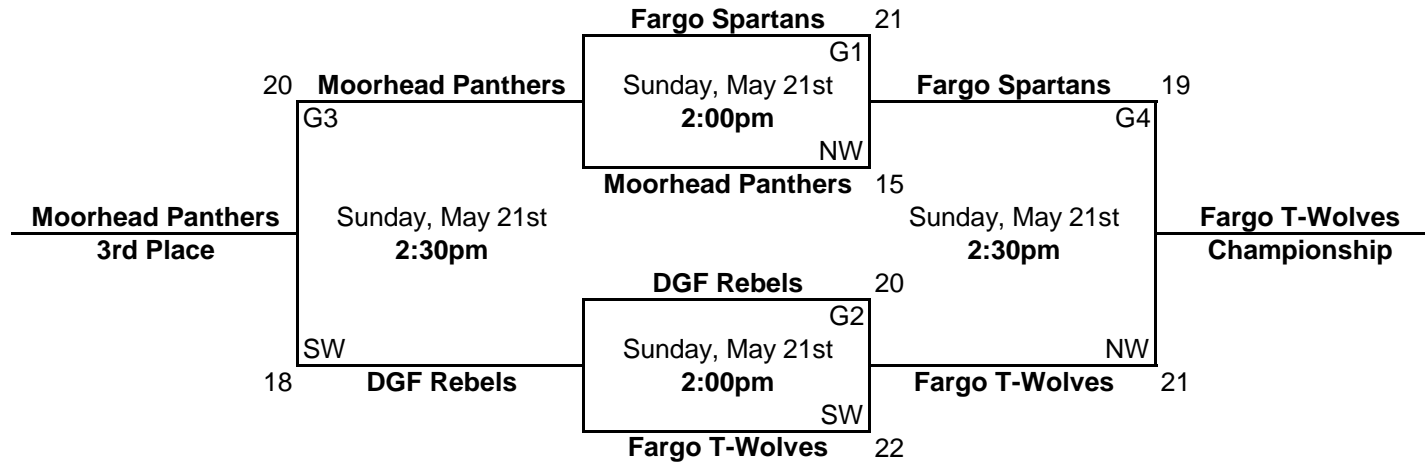 Fargo Spartans 21
G1
20 Moorhead Panthers Sunday, May 21st Fargo Spartans 19
G3 2:00pm G4
NW
Moorhead Panthers 15
Moorhead Panthers Sunday, May 21st Sunday, May 21st Fargo T-Wolves
3rd Place 2:30pm 2:30pm Championship
DGF Rebels 20
G2
SW Sunday, May 21st NW
18 DGF Rebels 2:00pm Fargo T-Wolves 21
SW
Fargo T-Wolves 22